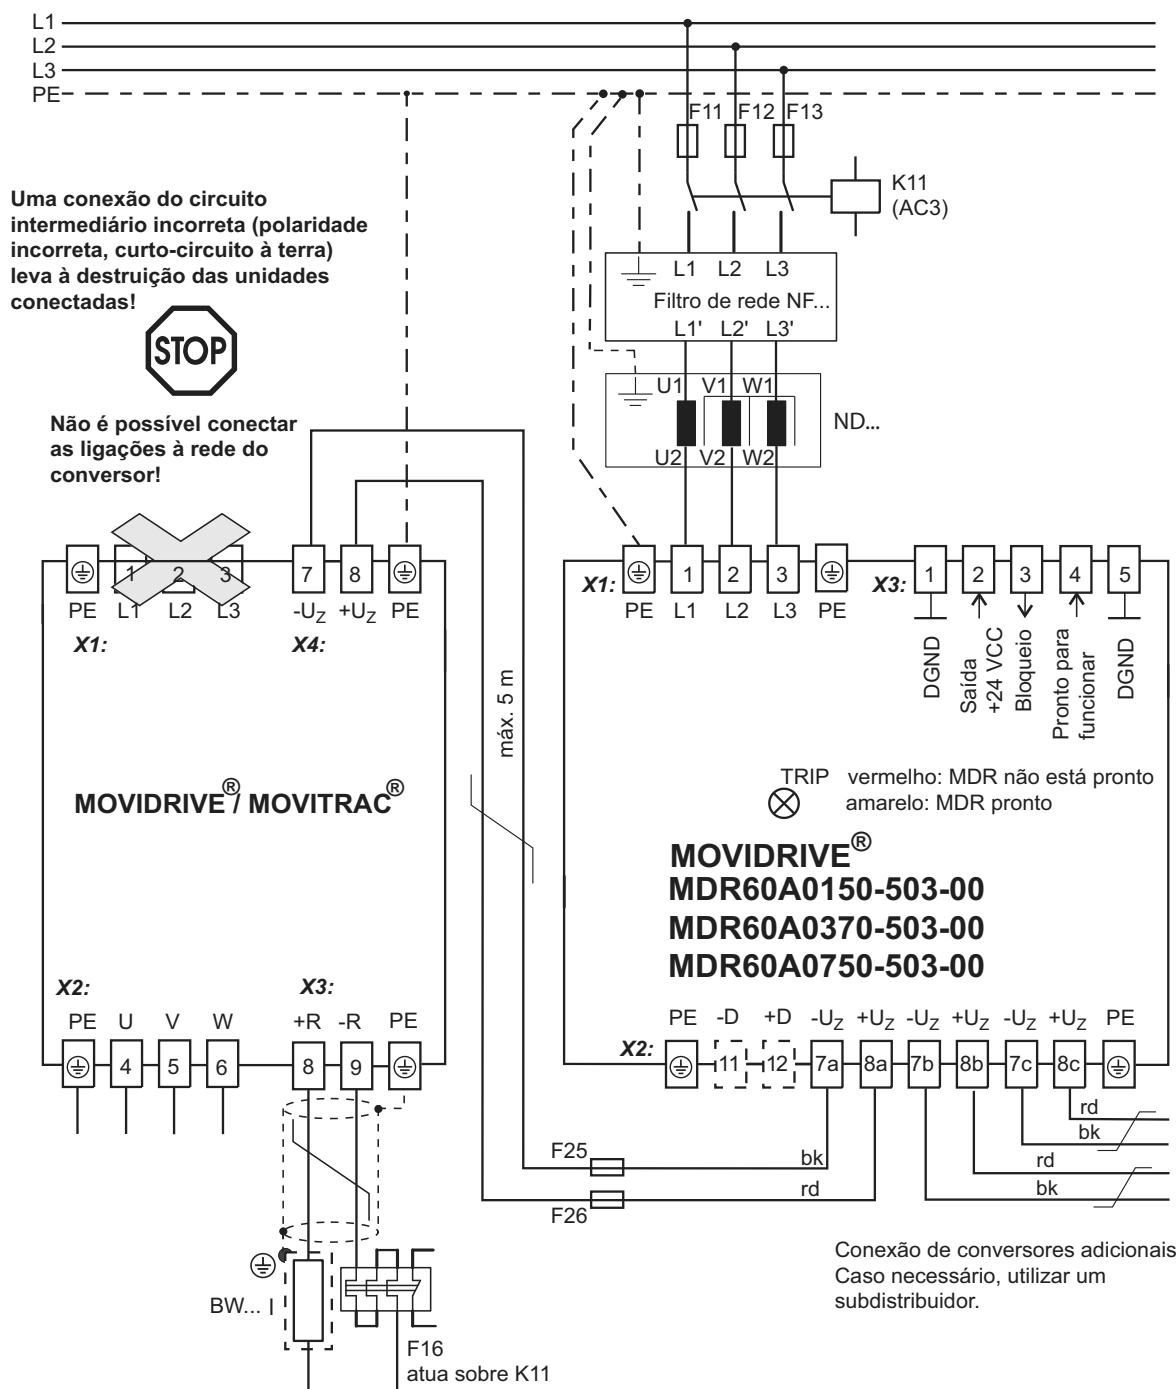 L1
L2
L3
PE
F11 F12 F13
K11
(AC3)
Uma conexão do circuito
intermediário incorreta (polaridade
incorreta, curto-circuito à terra)
leva à destruição das unidades
conectadas!
STOP
Não é possível conectar
as ligações à rede do
conversor!
L1 L2 L3
Filtro de rede NF...
L1' L2' L3'
U1 V1 W1
ND...
U2 V2 W2
1 2 3 7 8
PE L1 L2 L3 -UZ +UZ PE
X1: X4:
X1: 1 2 3
PE L1 L2 L3 PE
X3: 1 2 3 4 5
DGND
Saída
+24 VCC
Bloqueio
Pronto para
funcionar
DGND
máx. 5 m
TRIP vermelho: MDR não está pronto
amarelo: MDR pronto
MOVIDRIVE® / MOVITRAC®
MOVIDRIVE®
MDR60A0150-503-00
MDR60A0370-503-00
MDR60A0750-503-00
X2: X3:
PE U V W +R -R PE
4 5 6 8 9
PE -D +D -UZ +UZ -UZ +UZ -UZ +UZ PE
X2: 11 12 7a 8a 7b 8b 7c 8c
rd
bk
rd
bk
F25 bk
rd
F26
Conexão de conversores adicionais
Caso necessário, utilizar um
subdistribuidor.
BW...
F16
atua sobre K11